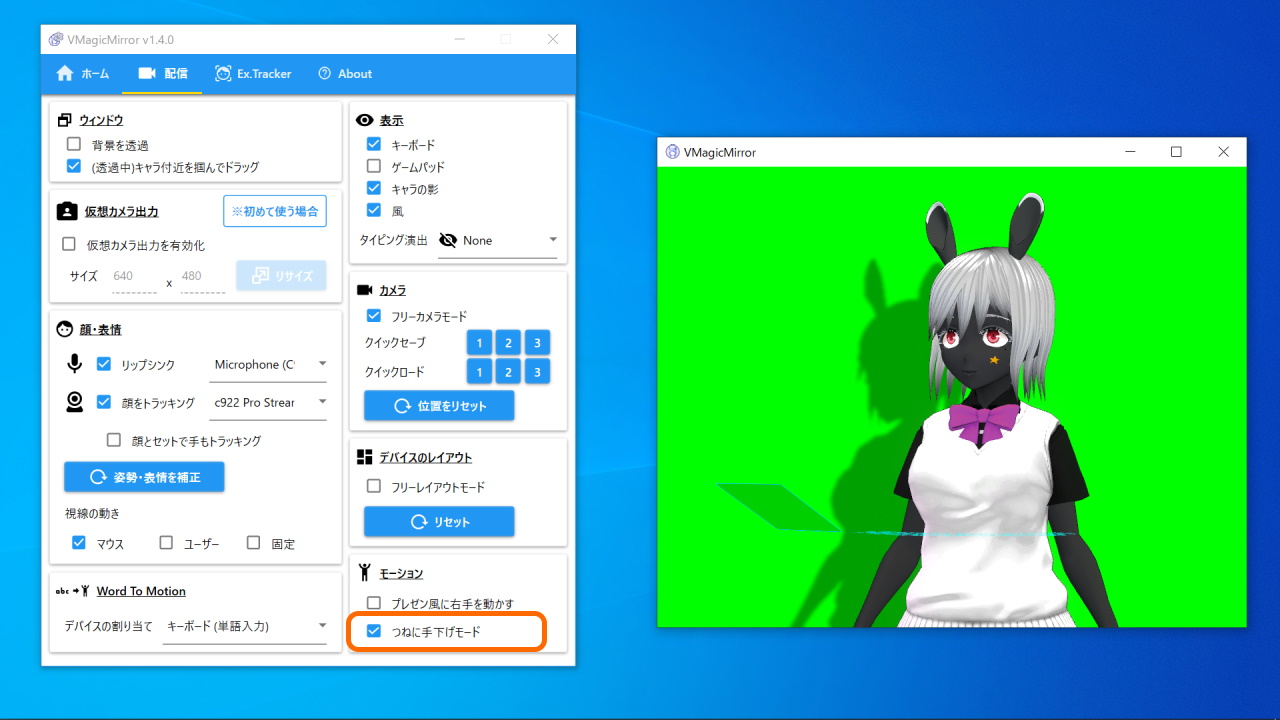 VMagicMirror v1.4.0
ホーム 配信 Ex.Tracker About
ウィンドウ
背景を透過
(透過中)キャラ付近を掴んでドラッグ
仮想カメラ出力 ※初めて使う場合
仮想カメラ出力を有効化
サイズ 640 x 480 リサイズ
顔・表情
リップシンク Microphone (C
顔をトラッキング c922 Pro Strear
顔とセットで手もトラッキング
姿勢・表情を補正
視線の動き
マウス ユーザー 固定
abc Word To Motion
デバイスの割り当て キーボード (単語入力)
表示
キーボード
ゲームパッド
キャラの影
風
タイピング演出 None
カメラ
フリーカメラモード
クイックセーブ 1 2 3
クイックロード 1 2 3
位置をリセット
デバイスのレイアウト
フリーレイアウトモード
リセット
モーション
プレゼン風に右手を動かす
つねに手下げモード
VMagicMirror